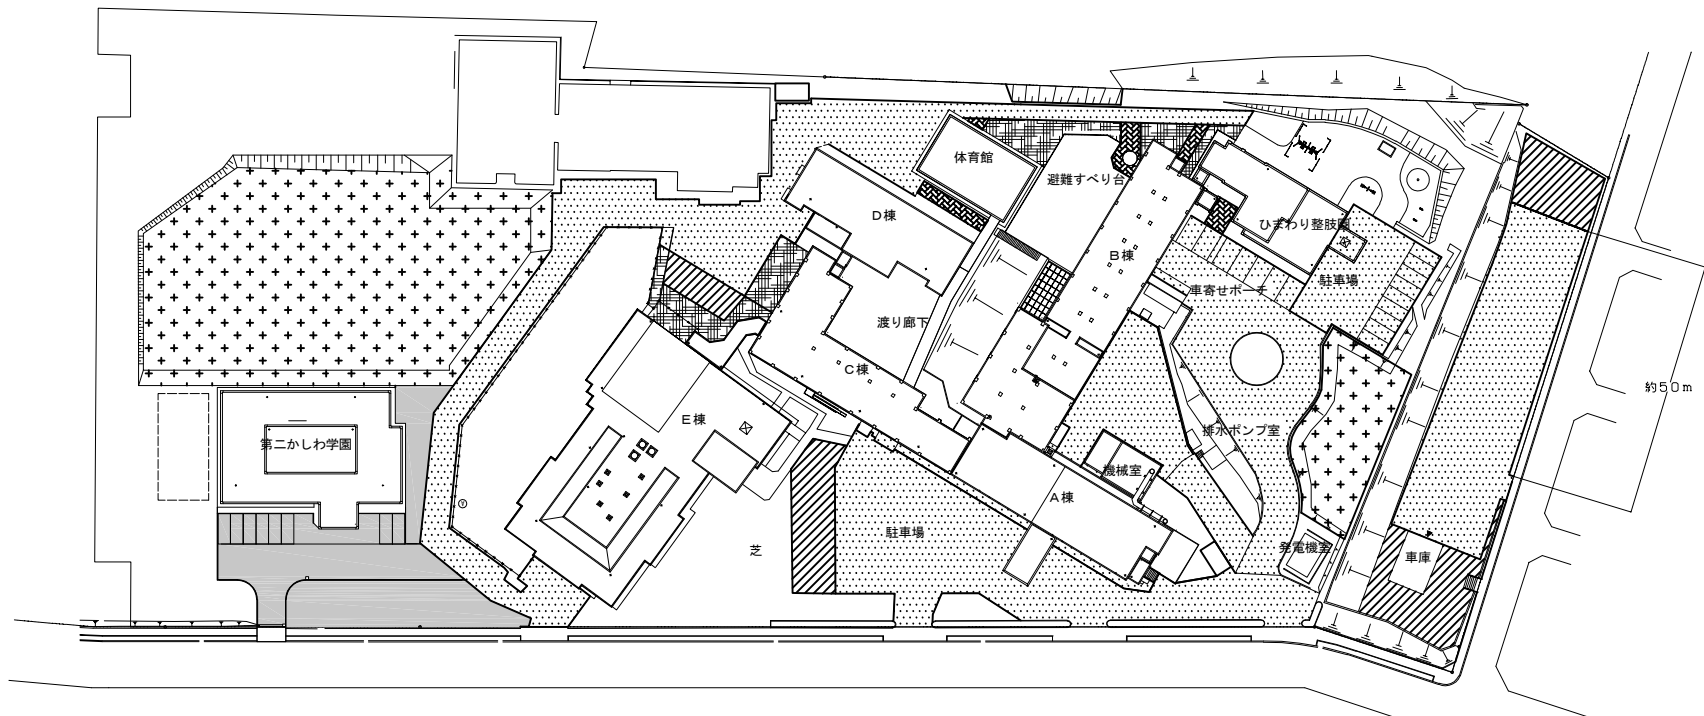 体育館
避難すべり台
D棟
ひまわり整肢園
B棟
駐車場
車寄せポーチ
渡り廊下
C棟
約50m
E棟
第二かしわ学園
排水ポンプ室
機械室
A棟
駐車場
芝
発電機室
車庫